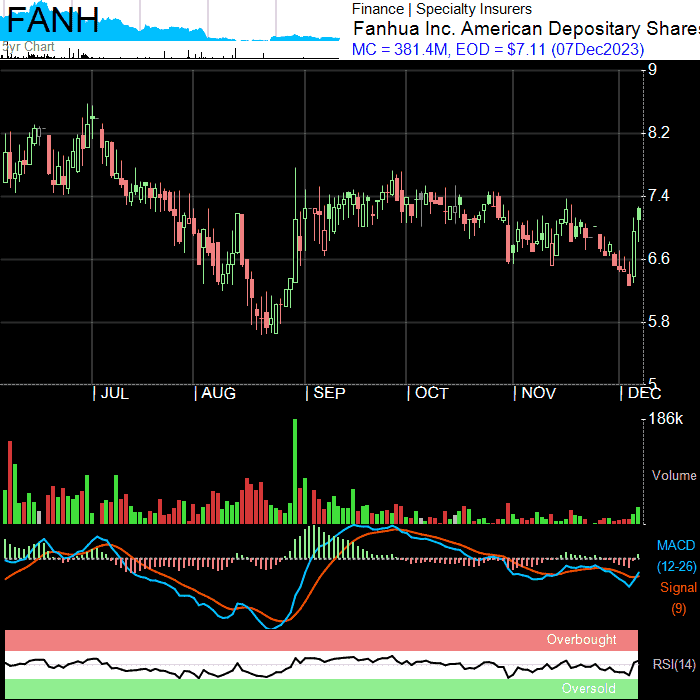 FANH
5yr Chart
Finance | Specialty Insurers
Fanhua Inc. American Depositary Shares
MC = 381.4M, EOD = $7.11 (07Dec2023)
9
8.2
7.4
6.6
5.8
5
| JUL | AUG | SEP | OCT | NOV | DEC
186k
Volume
MACD
(12-26)
Signal
(9)
Overbought
RSI(14)
Oversold